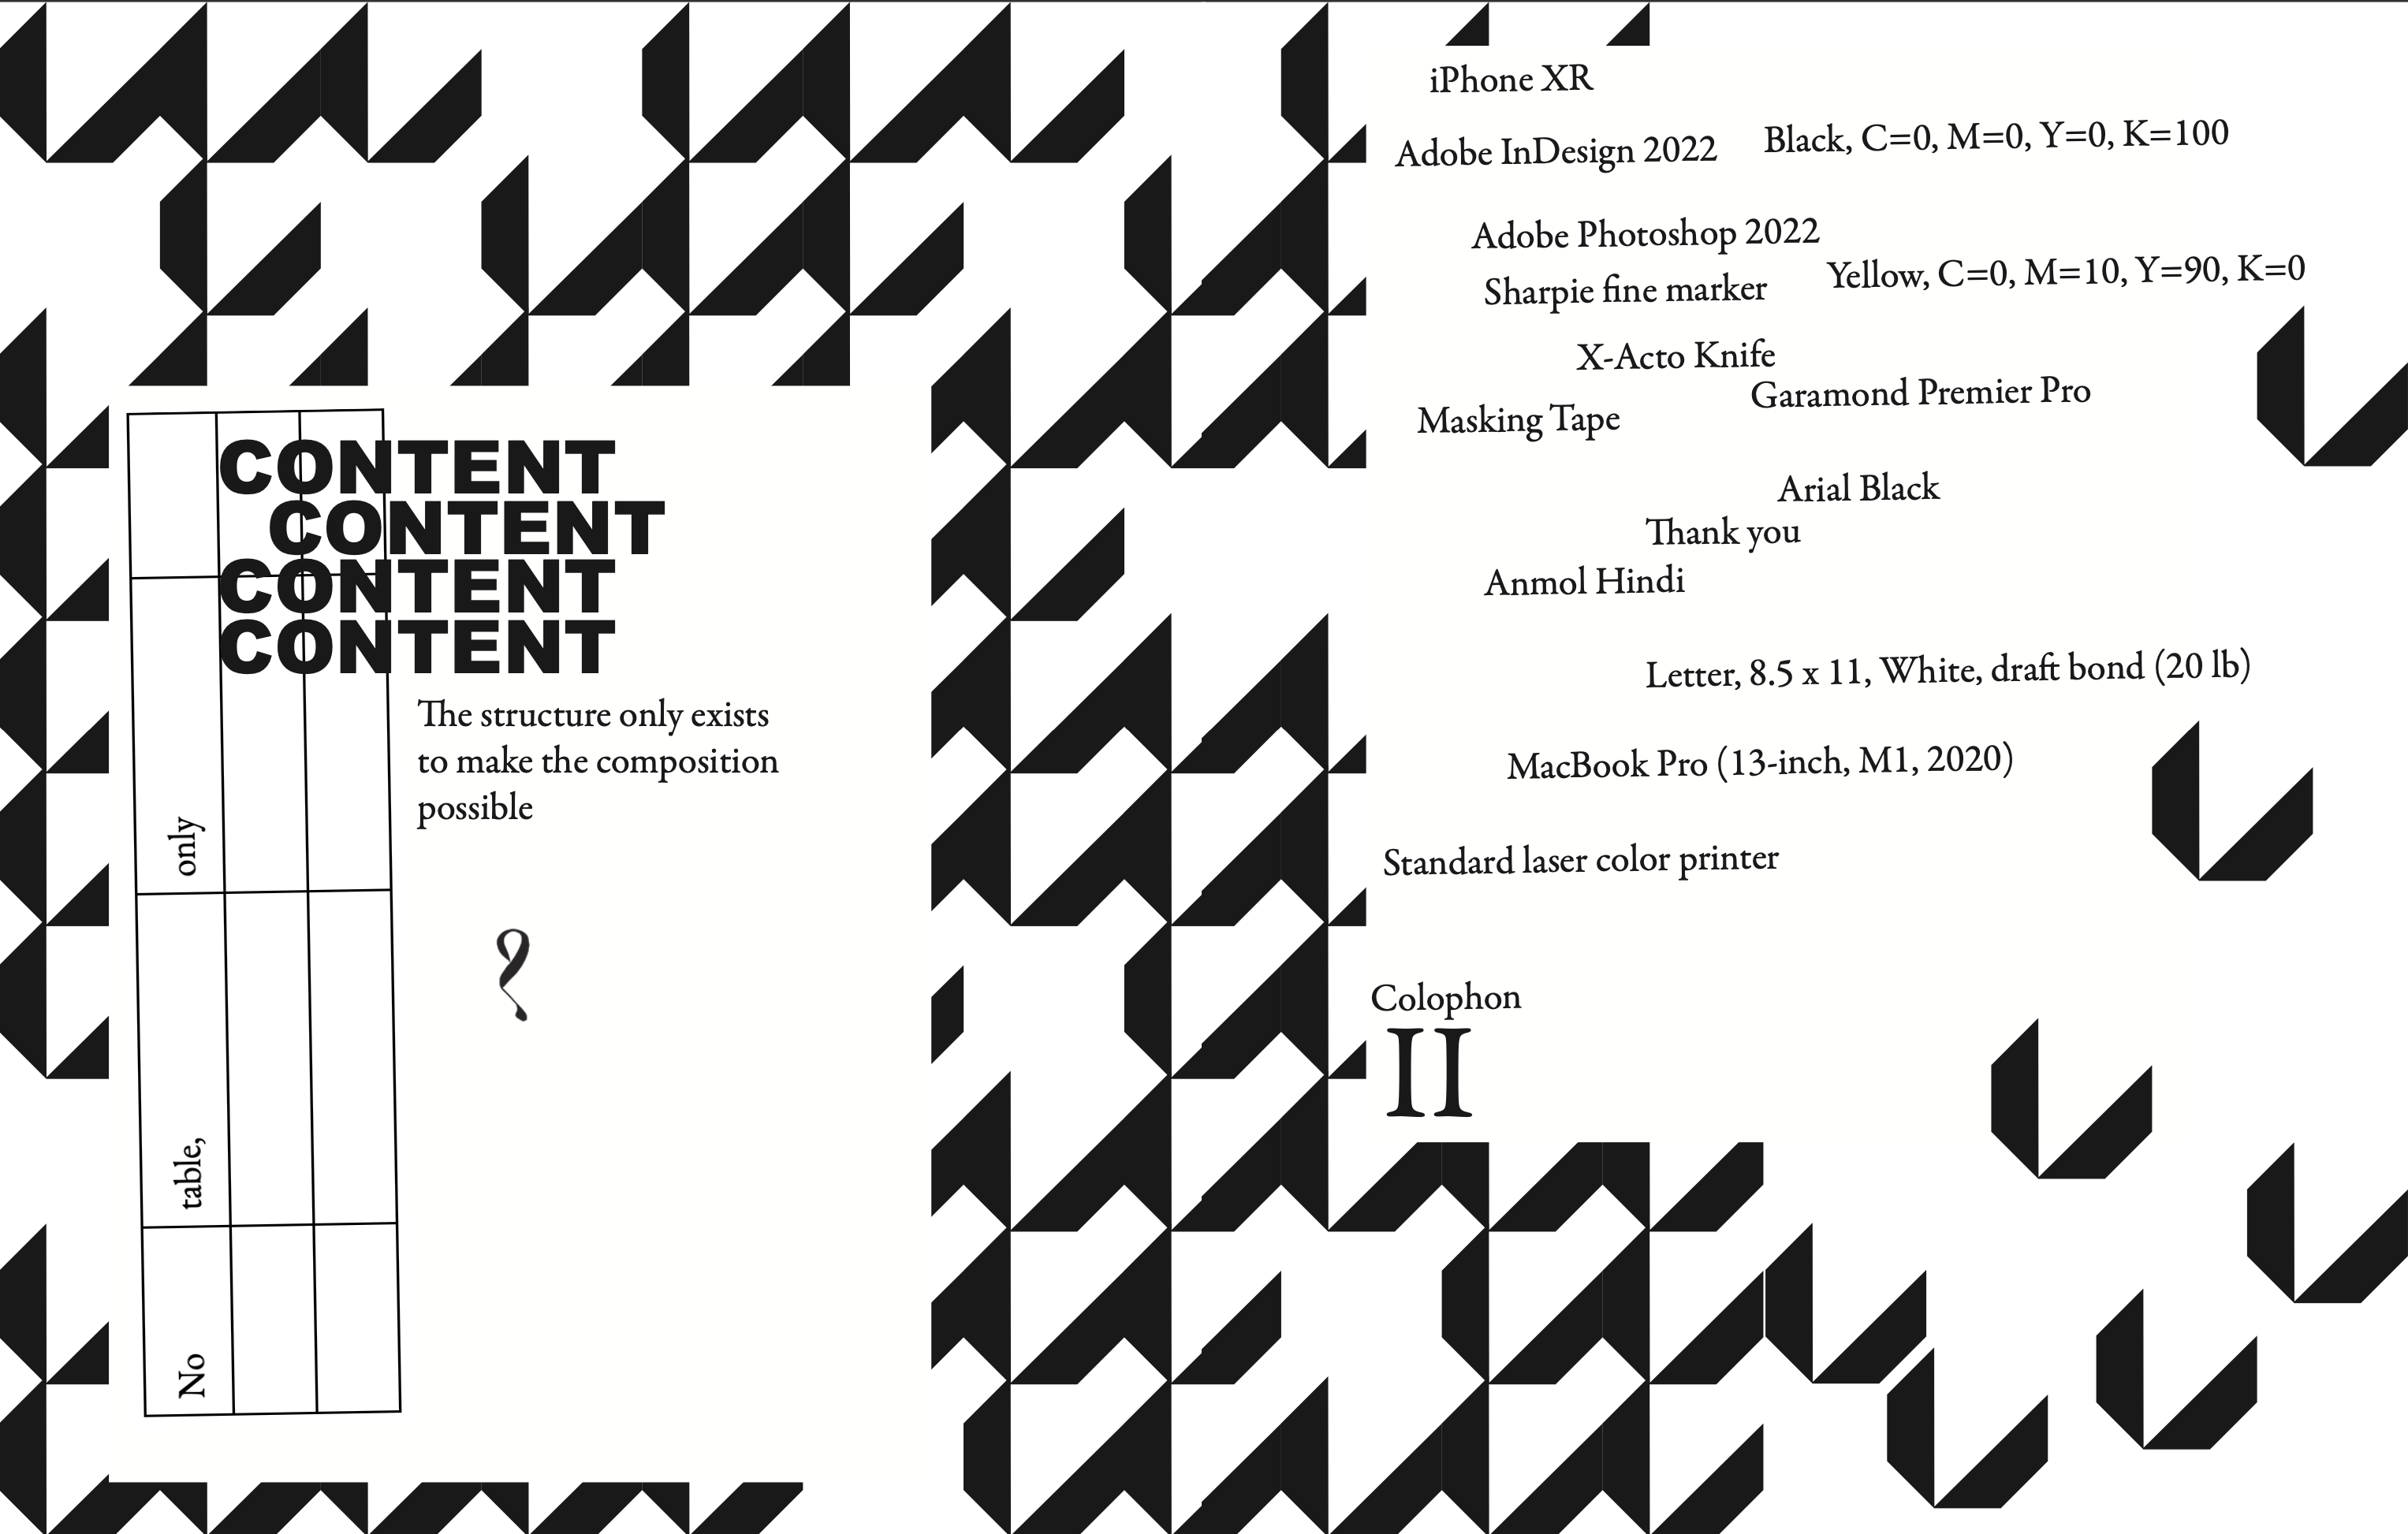 CONTENT
CONTENT
CONTENT
CONTENT
The structure only exists
to make the composition
possible
No table, only
iPhone XR
Adobe InDesign 2022
Black, C=0, M=0, Y=0, K=100
Adobe Photoshop 2022
Sharpie fine marker
Yellow, C=0, M=10, Y=90, K=0
X-Acto Knife
Garamond Premier Pro
Masking Tape
Arial Black
Thank you
Anmol Hindi
Letter, 8.5 x 11, White, draft bond (20 lb)
MacBook Pro (13-inch, M1, 2020)
Standard laser color printer
Colophon
II